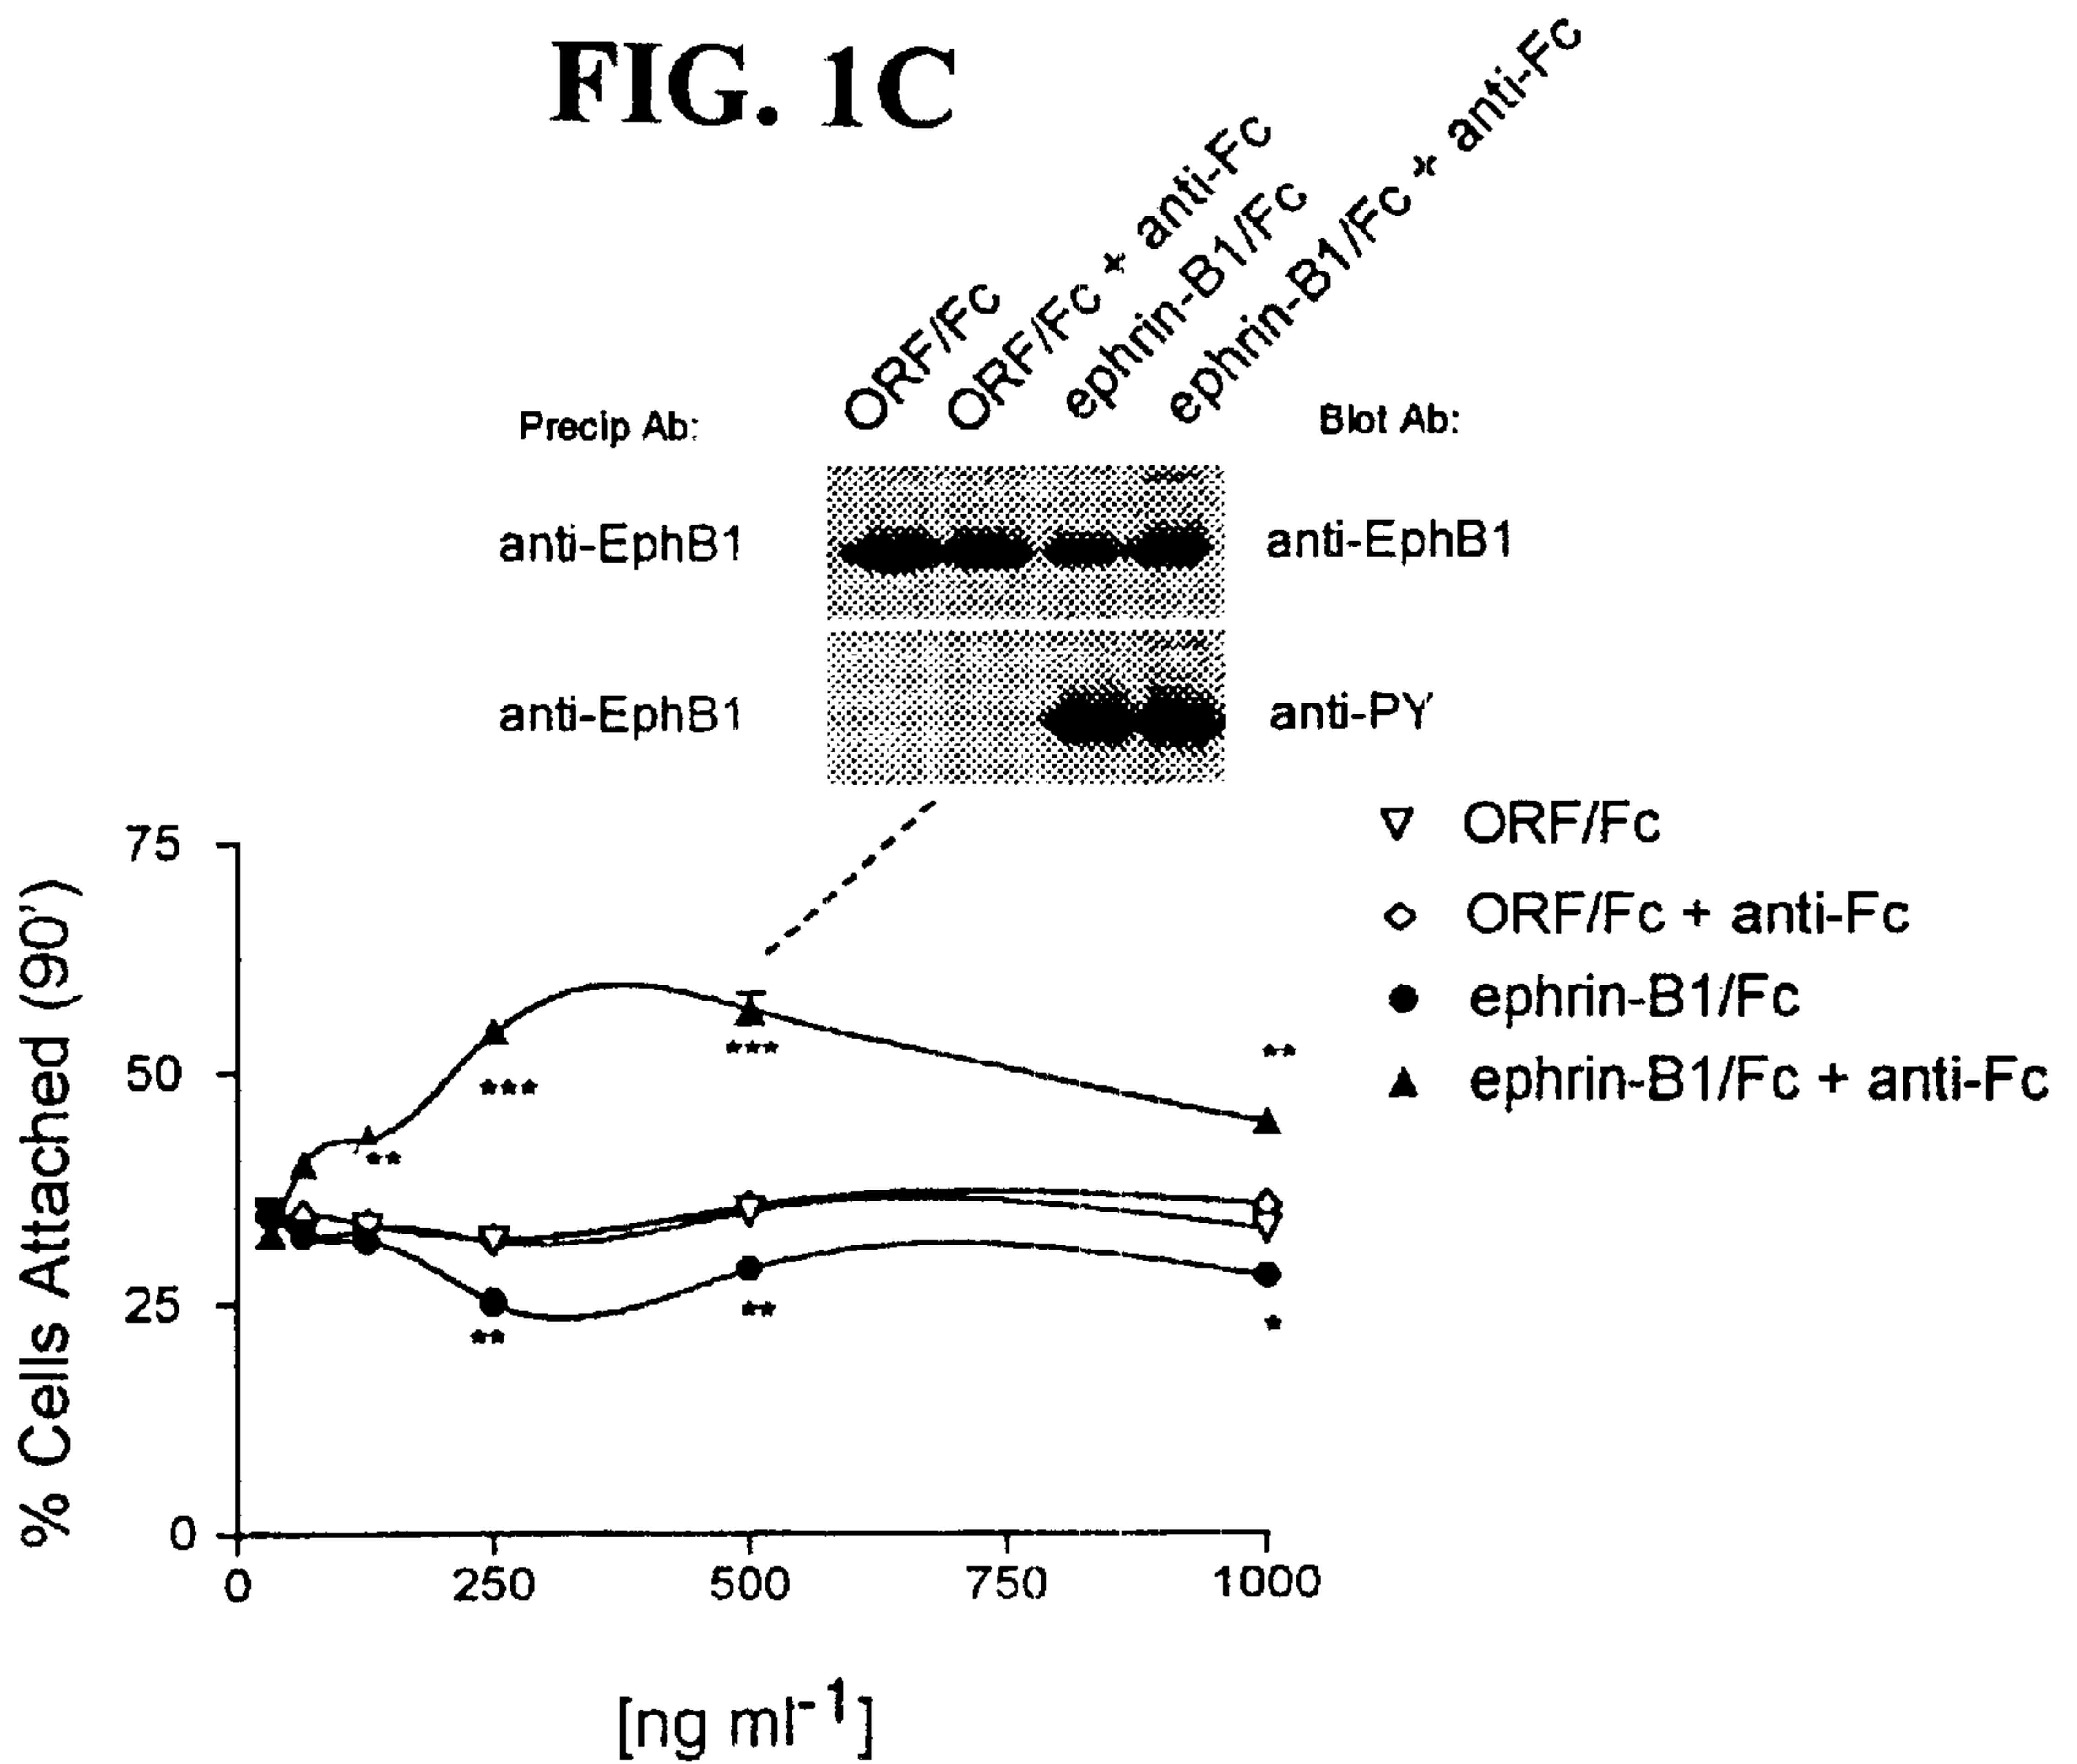 FIG. 1C
ORF/Fc
ORF/Fc + anti-Fc
ephrin-B1/Fc
ephrin-B1/Fc + anti-Fc
Precip Ab:
Blot Ab:
anti-EphB1
anti-EphB1
anti-EphB1
anti-PY
ORF/Fc
ORF/Fc + anti-Fc
ephrin-B1/Fc
ephrin-B1/Fc + anti-Fc
% Cells Attached (90')
75
50
25
0
***
***
**
**
**
**
*
0 250 500 750 1000
[ng ml⁻¹]